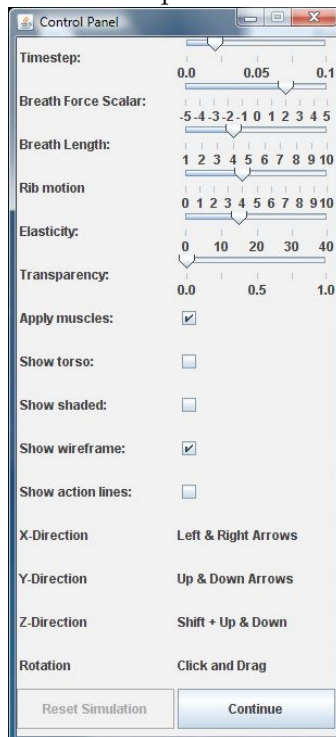 Control Panel
Timestep:
0.0 0.05 0.1
Breath Force Scalar:
-5 -4 -3 -2 -1 0 1 2 3 4 5
Breath Length:
1 2 3 4 5 6 7 8 9 10
Rib motion
0 1 2 3 4 5 6 7 8 9 10
Elasticity:
0 10 20 30 40
Transparency:
0.0 0.5 1.0
Apply muscles:
Show torso:
Show shaded:
Show wireframe:
Show action lines:
X-Direction Left & Right Arrows
Y-Direction Up & Down Arrows
Z-Direction Shift + Up & Down
Rotation Click and Drag
Reset Simulation Continue